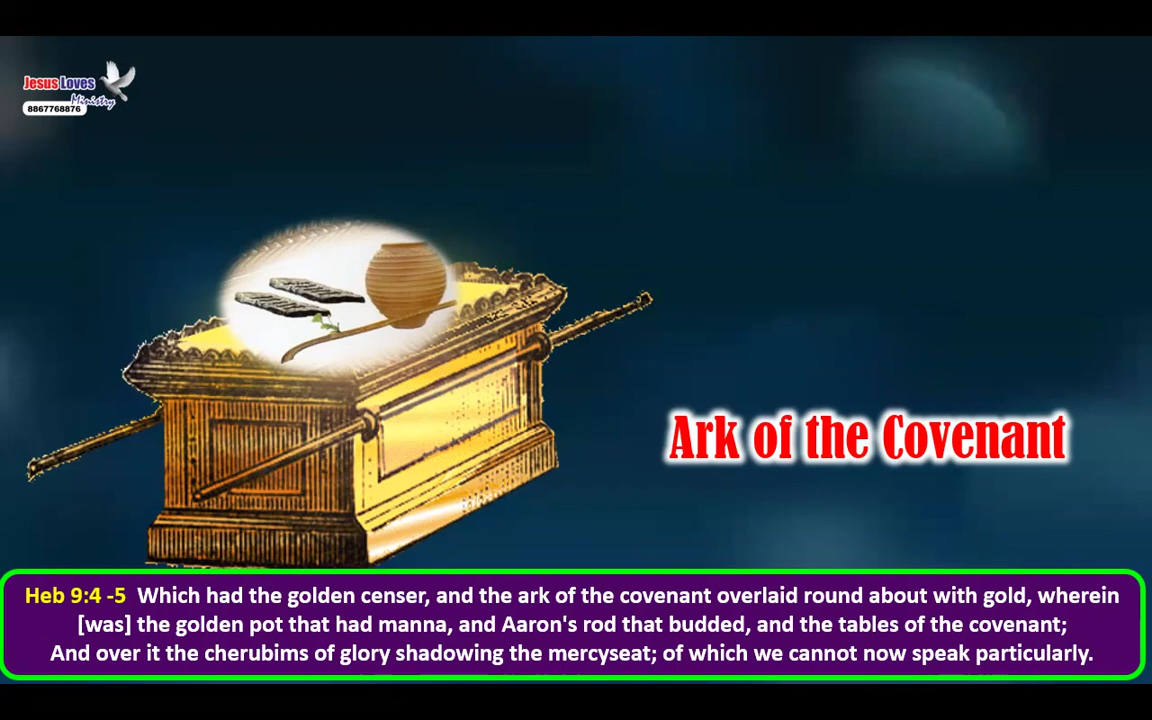 Jesus Loves
Ministry
8867768876
Ark of the Covenant
Heb 9:4 -5 Which had the golden censer, and the ark of the covenant overlaid round about with gold, wherein
[was] the golden pot that had manna, and Aaron's rod that budded, and the tables of the covenant;
And over it the cherubims of glory shadowing the mercyseat; of which we cannot now speak particularly.